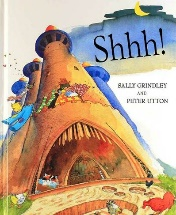 Shhh!
SALLY GRINDLEY
AND
PETER UTTON